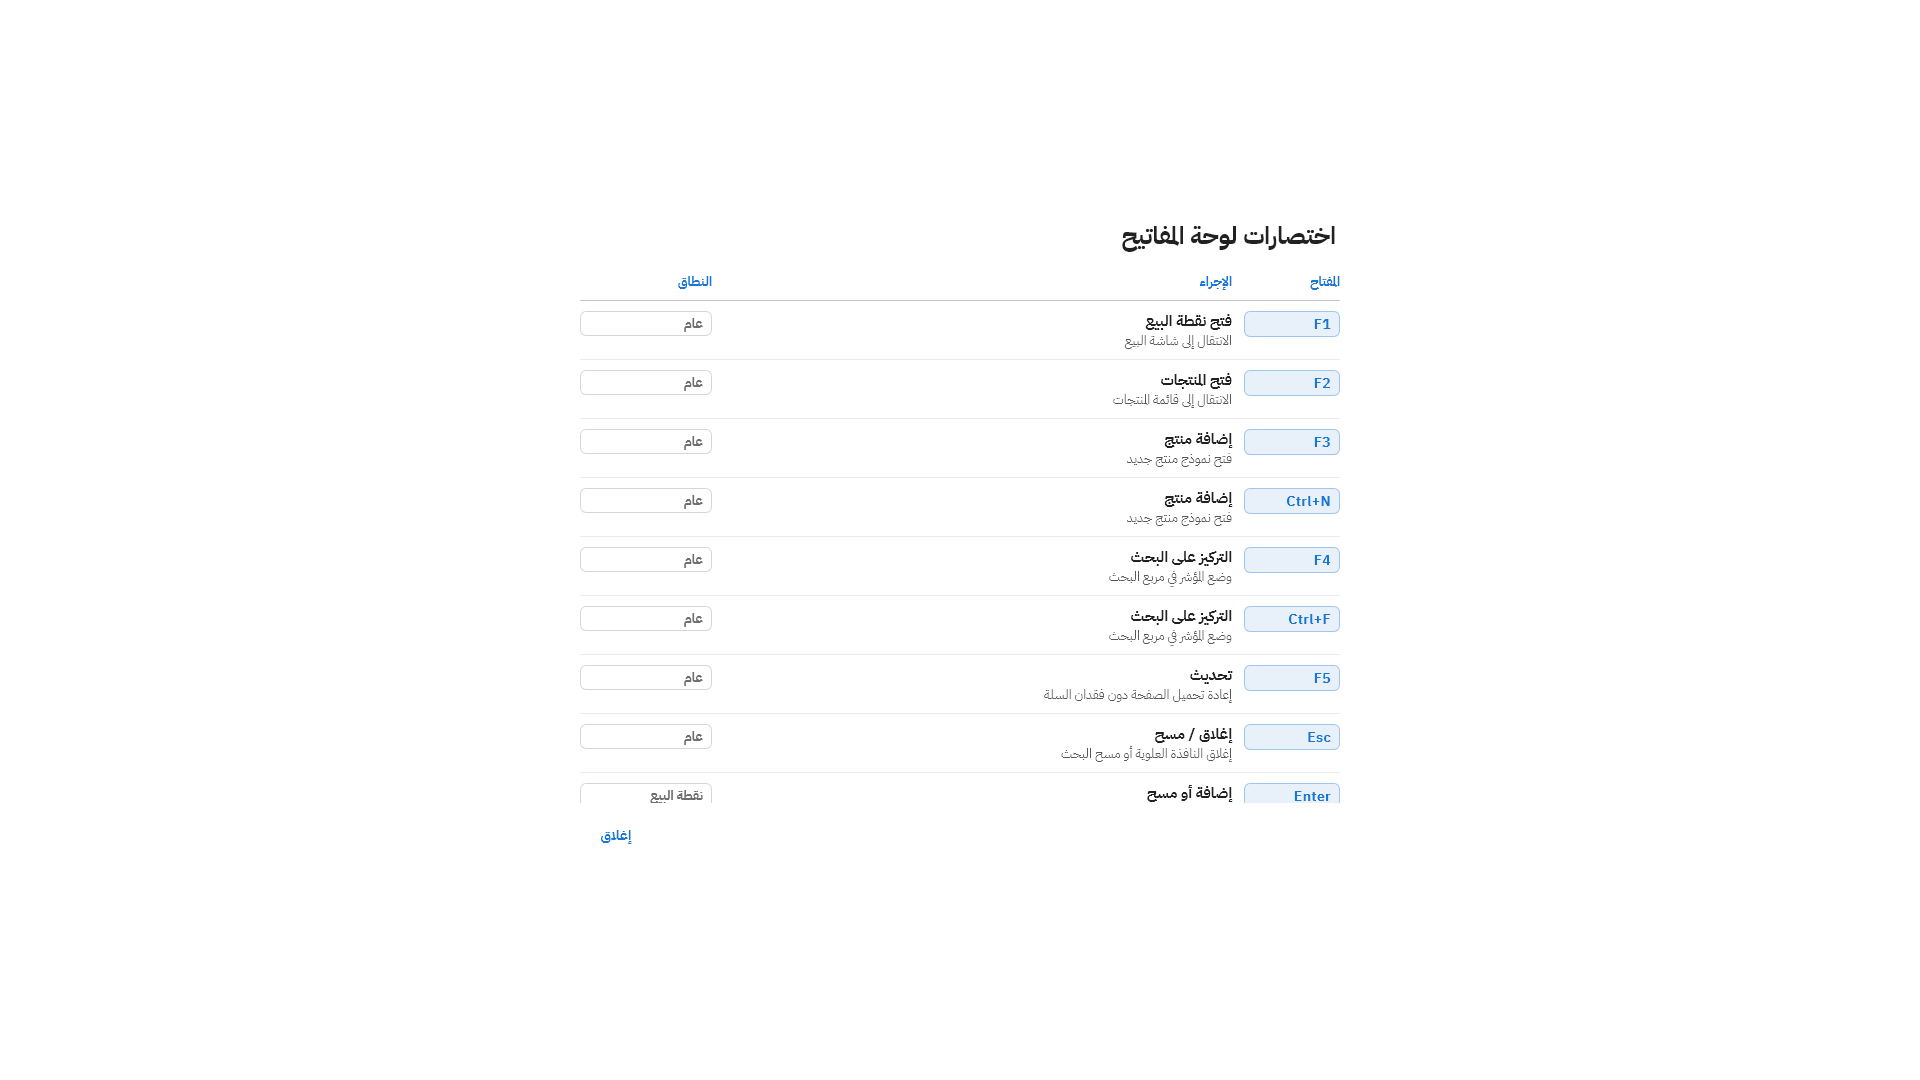 اختصارات لوحة المفاتيح
المفتاح الإجراء النطاق
F1 فتح نقطة البيع عام
الانتقال إلى شاشة البيع
F2 فتح المنتجات عام
الانتقال إلى قائمة المنتجات
F3 إضافة منتج عام
فتح نموذج منتج جديد
Ctrl+N إضافة منتج عام
فتح نموذج منتج جديد
F4 التركيز على البحث عام
وضع المؤشر في مربع البحث
Ctrl+F التركيز على البحث عام
وضع المؤشر في مربع البحث
F5 تحديث عام
إعادة تحميل الصفحة دون فقدان السلة
Esc إغلاق / مسح عام
إغلاق النافذة العلوية أو مسح البحث
Enter إضافة أو مسح نقطة البيع
إغلاق